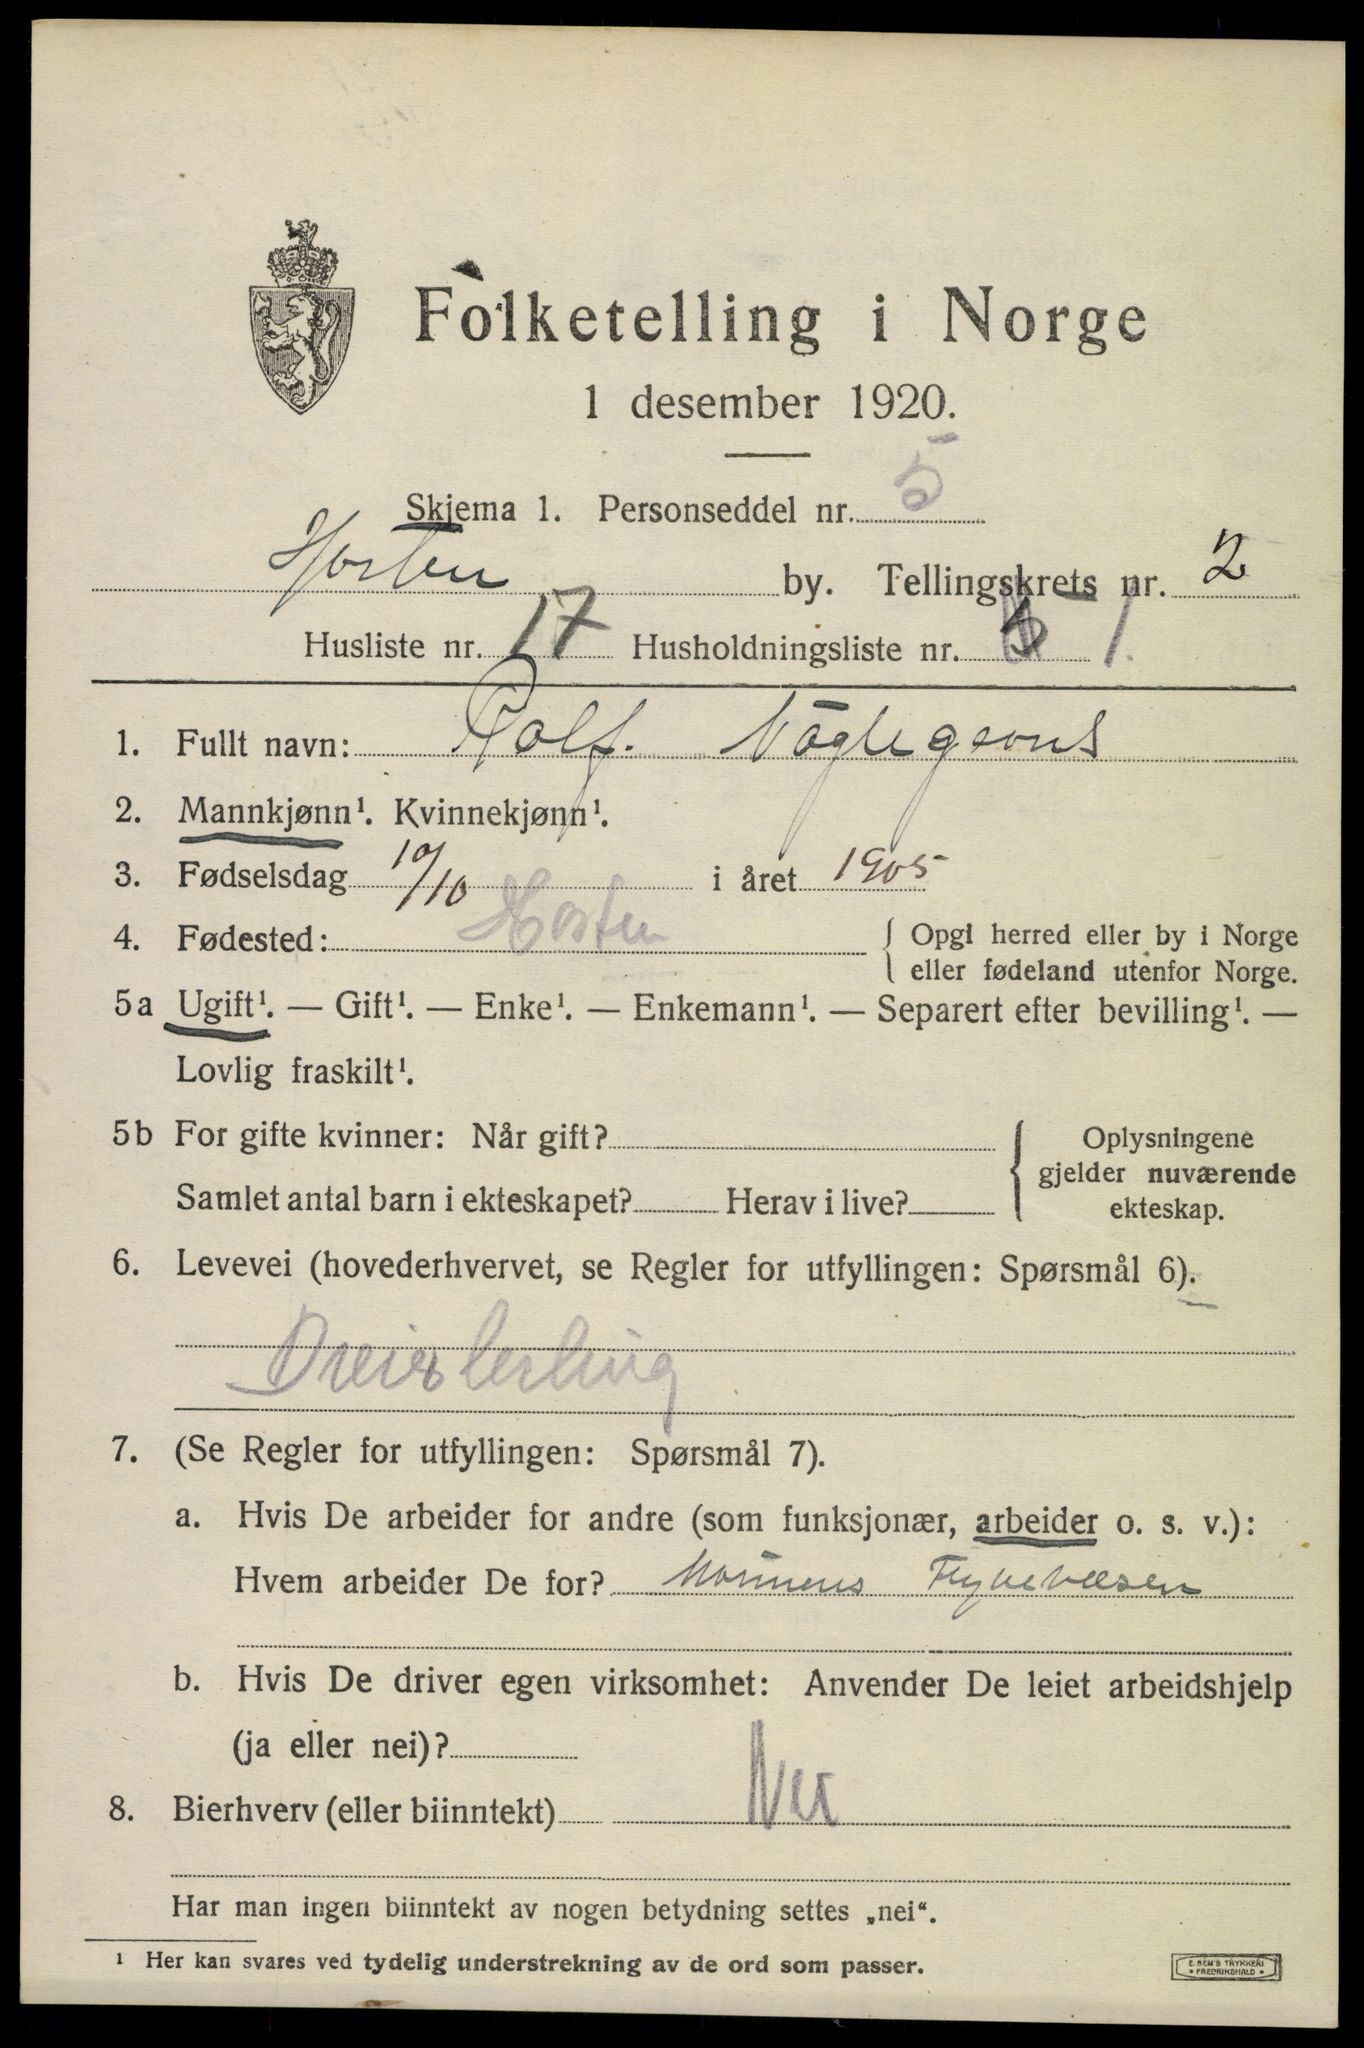 Folketelling i Norge
1 desember 1920.
Skjema 1. Personseddel nr. 5
Horten by. Tellingskrets nr. 2
Husliste nr. 17 Husholdningsliste nr. 1
1. Fullt navn: Rolf.
2. Mannkjønn¹. Kvinnekjønn¹.
3. Fødselsdag 10/10 i året 1905
4. Fødested: Horten { Opgi herred eller by i Norge
eller fødeland utenfor Norge.
5a Ugift¹. — Gift¹. — Enke¹. — Enkemann¹. — Separert efter bevilling¹. —
Lovlig fraskilt¹.
5b For gifte kvinner: Når gift? { Oplysningene
gjelder nuværende
Samlet antal barn i ekteskapet? Herav i live? ekteskap.
6. Levevei (hovederhvervet, se Regler for utfyllingen: Spørsmål 6).
Dreierlerling
7. (Se Regler for utfyllingen: Spørsmål 7).
a. Hvis De arbeider for andre (som funksjonær, arbeider o. s. v.):
Hvem arbeider De for? Marinens Flyvevæsen
b. Hvis De driver egen virksomhet: Anvender De leiet arbeidshjelp
(ja eller nei)?
8. Bierhverv (eller biinntekt) Nei
Har man ingen biinntekt av nogen betydning settes „nei“.
¹ Her kan svares ved tydelig understrekning av de ord som passer.
E. SEM'S TRYKKERI
• FREDRIKSHALD •